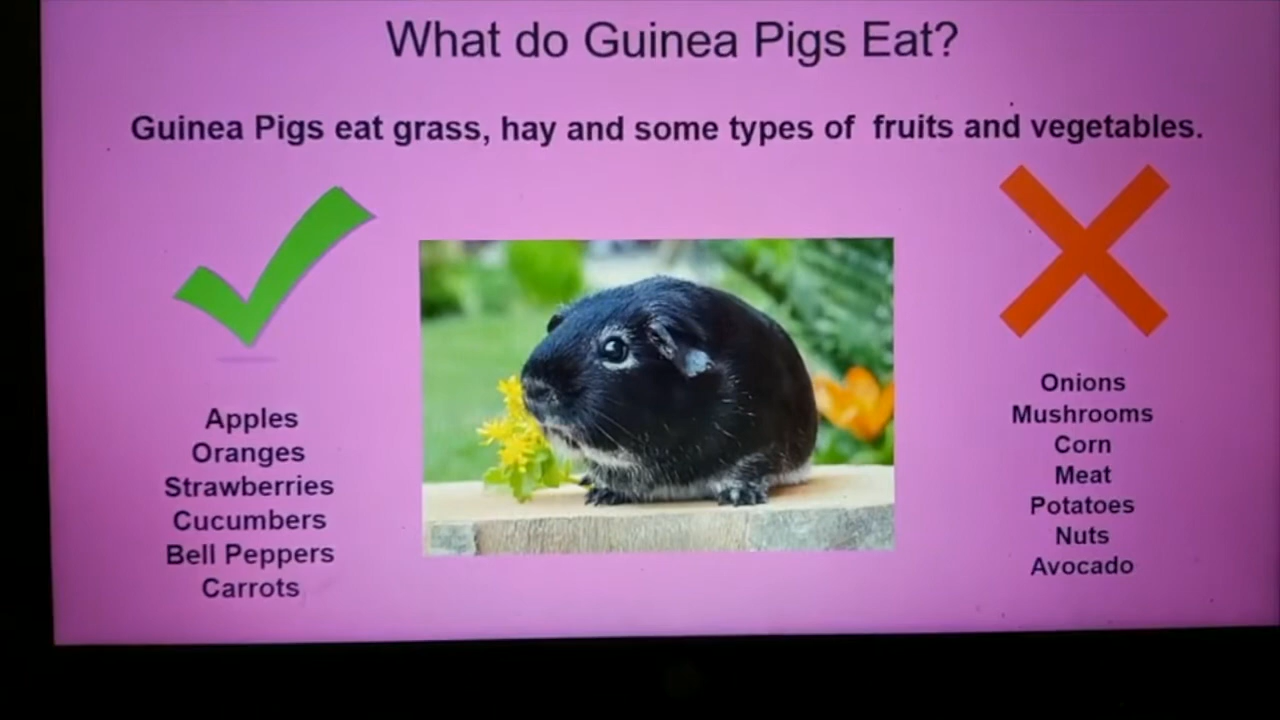 What do Guinea Pigs Eat?
Guinea Pigs eat grass, hay and some types of fruits and vegetables.
Apples
Oranges
Strawberries
Cucumbers
Bell Peppers
Carrots
Onions
Mushrooms
Corn
Meat
Potatoes
Nuts
Avocado